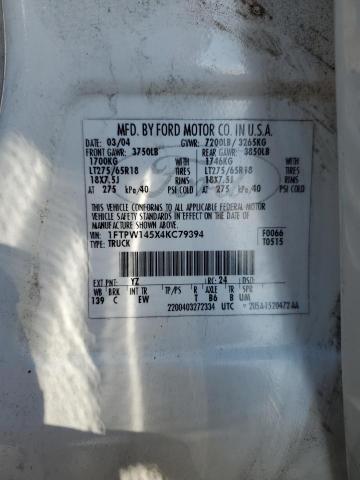 MFD. BY FORD MOTOR CO. IN U.S.A.
DATE: 03/04 GVWR: 7200LB/ 3265KG
FRONT GAWR: 3750LB REAR GAWR: 3850LB
1700KG WITH 1746KG WITH
LT275/65R18 TIRES LT275/65R18 TIRES
18X7.5J RIMS 18X7.5J RIMS
AT 275 kPa/40 PSI COLD AT 275 kPa/40 PSI COLD
THIS VEHICLE CONFORMS TO ALL APPLICABLE FEDERAL MOTOR VEHICLE SAFETY STANDARDS IN EFFECT ON THE DATE OF MANUFACTURE SHOWN ABOVE.
VIN: 1FTPW145X4KC79394 F0066
TYPE: TRUCK T0515
EXT PNT: YZ RC: 24 DSO:
WB BRK INT TR TP/PS R AXLE TR SPR
139 C EW T B6 B UM
2200403272334 UTC